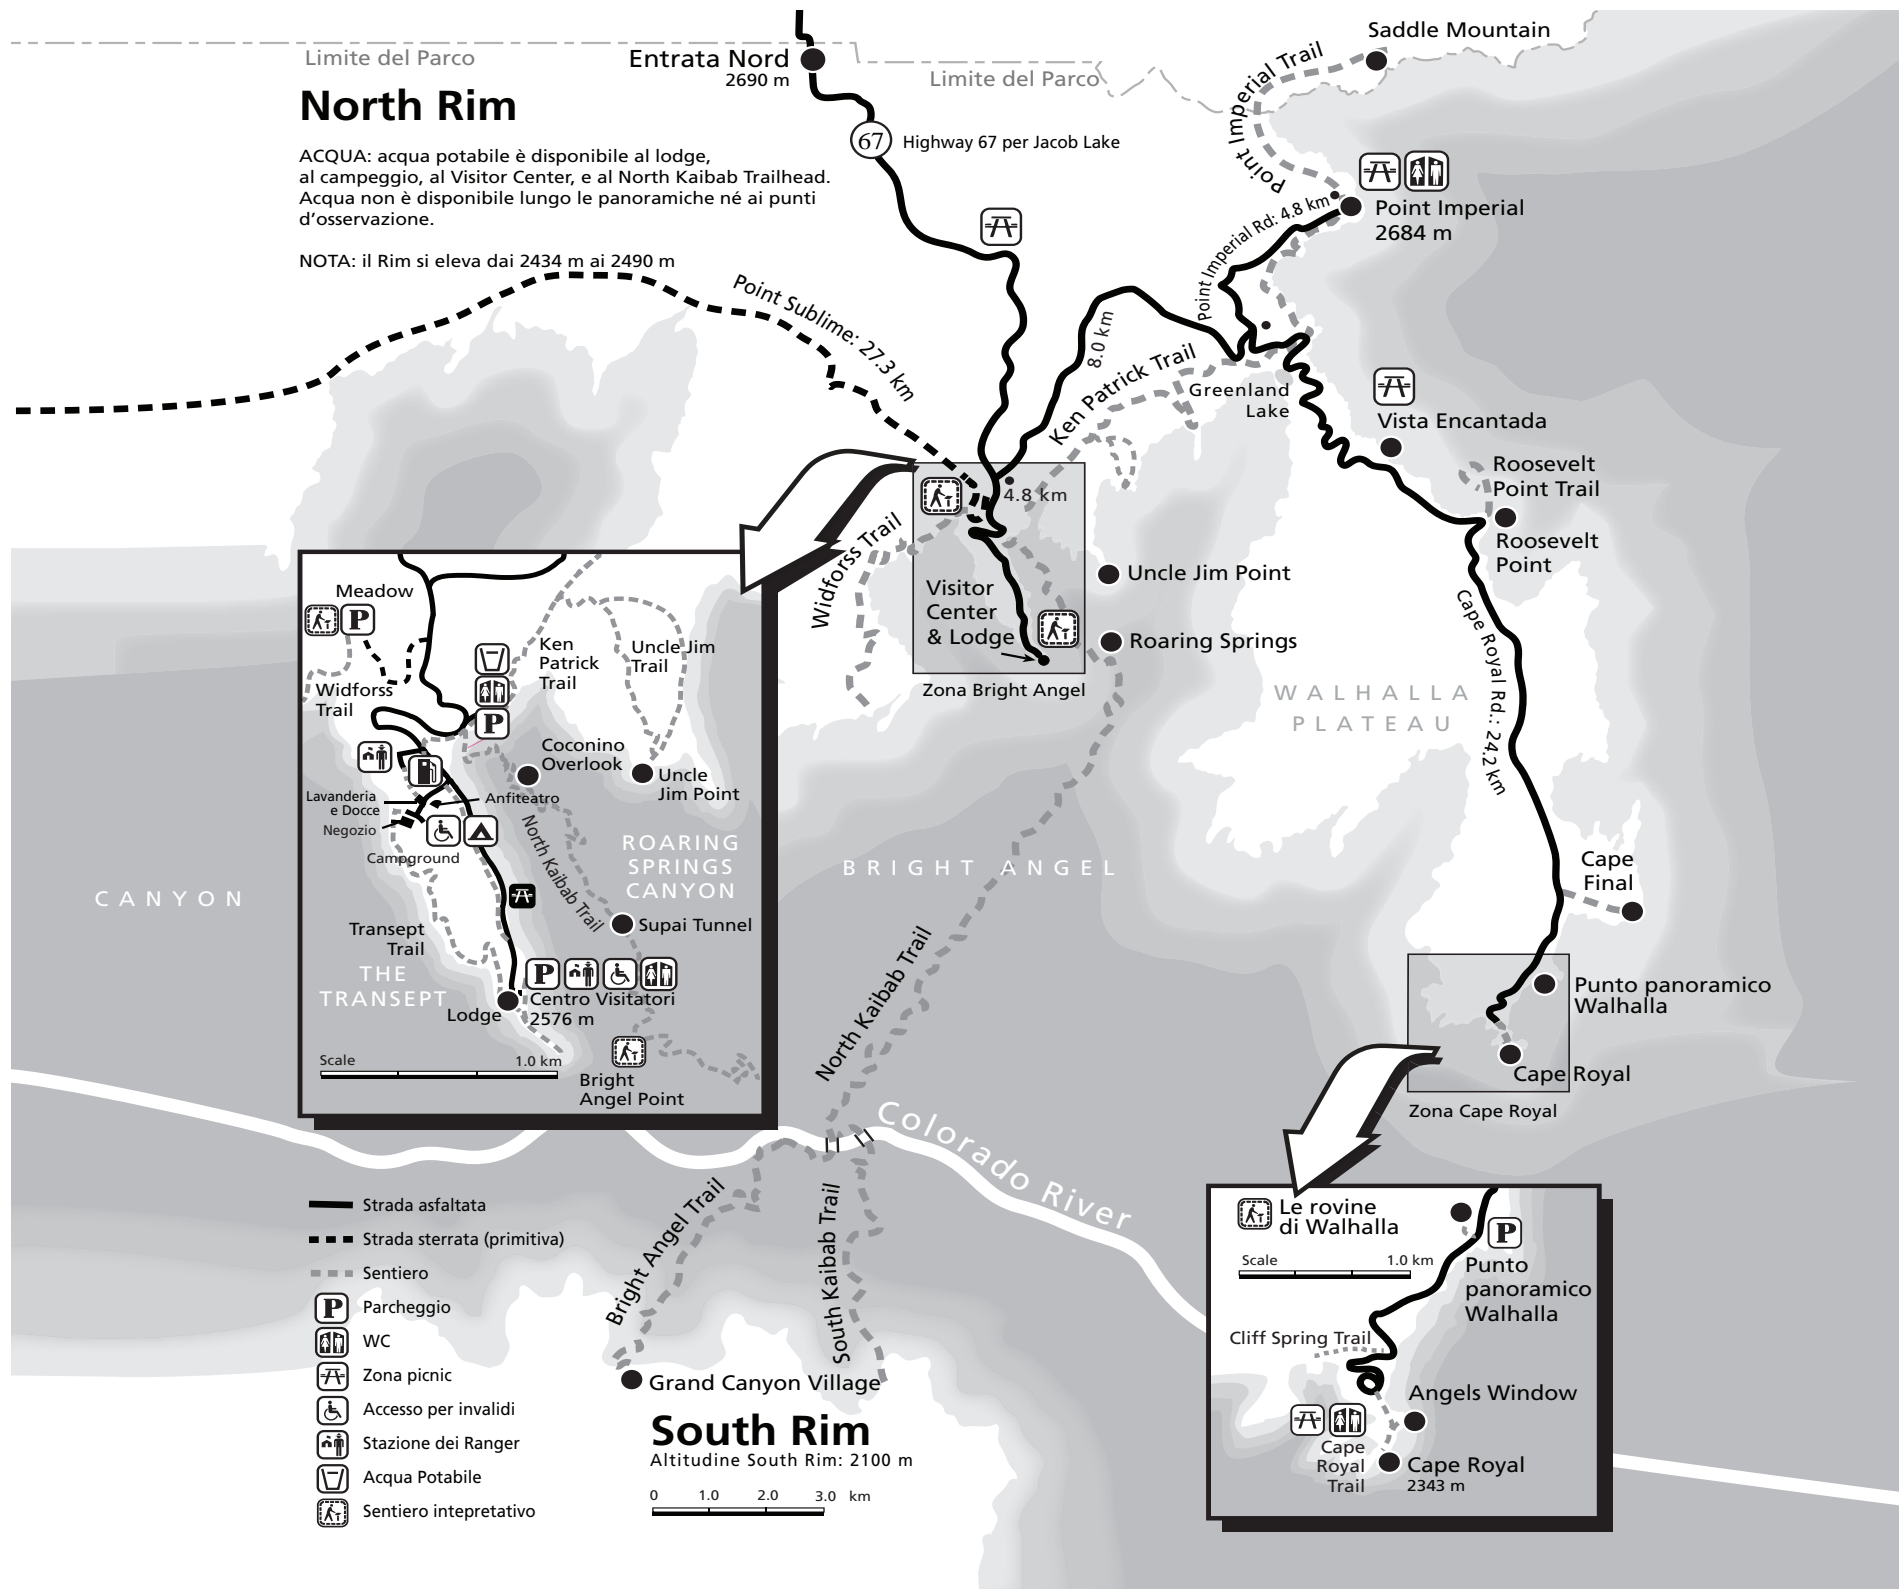 Saddle Mountain
Limite del Parco
Entrata Nord
2690 m
Limite del Parco
Point Imperial Trail
North Rim
67
Highway 67 per Jacob Lake
ACQUA: acqua potabile è disponibile al lodge,
al campeggio, al Visitor Center, e al North Kaibab Trailhead.
Acqua non è disponibile lungo le panoramiche né ai punti
d'osservazione.
NOTA: il Rim si eleva dai 2434 m ai 2490 m
Point Imperial
2684 m
Point Imperial Rd: 4.8 km
Point Sublime: 27.3 km
8.0 km
Ken Patrick Trail
Greenland
Lake
Vista Encantada
Roosevelt
Point Trail
Roosevelt
Point
4.8 km
Widforss Trail
Visitor
Center
& Lodge
Zona Bright Angel
Uncle Jim Point
Roaring Springs
WALHALLA
PLATEAU
Cape Royal Rd.: 24.2 km
Cape
Final
Punto panoramico
Walhalla
Cape Royal
Zona Cape Royal
CANYON
BRIGHT ANGEL
North Kaibab Trail
Colorado River
Meadow
P
Widforss
Trail
Ken
Patrick
Trail
Uncle Jim
Trail
P
Coconino
Overlook
Uncle
Jim Point
Lavanderia
e Docce
Anfiteatro
Negozio
Campground
North Kaibab Trail
ROARING
SPRINGS
CANYON
Supai Tunnel
Transept
Trail
THE
TRANSEPT
P
Lodge
Centro Visitatori
2576 m
Scale
1.0 km
Bright
Angel Point
Strada asfaltata
Strada sterrata (primitiva)
Sentiero
P
Parcheggio
WC
Zona picnic
Accesso per invalidi
Stazione dei Ranger
Acqua Potabile
Sentiero intepretativo
Bright Angel Trail
South Kaibab Trail
Grand Canyon Village
South Rim
Altitudine South Rim: 2100 m
0 1.0 2.0 3.0 km
Le rovine
di Walhalla
P
Scale
1.0 km
Punto
panoramico
Walhalla
Cliff Spring Trail
Angels Window
Cape
Royal
Trail
Cape Royal
2343 m